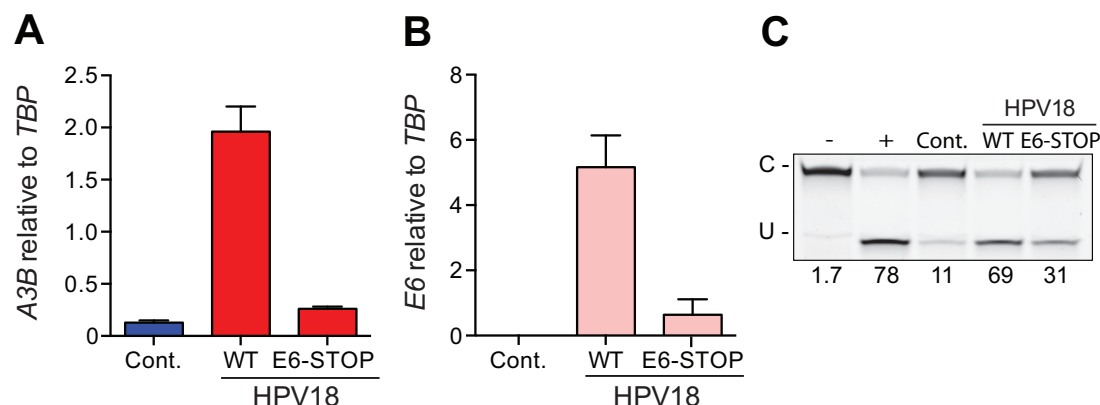 A
A3B relative to TBP
2.5
2.0
1.5
1.0
0.5
0
Cont.
WT
E6-STOP
HPV18
B
E6 relative to TBP
8
6
4
2
0
Cont.
WT
E6-STOP
HPV18
C
HPV18
- + Cont. WT E6-STOP
C -
U -
1.7 78 11 69 31